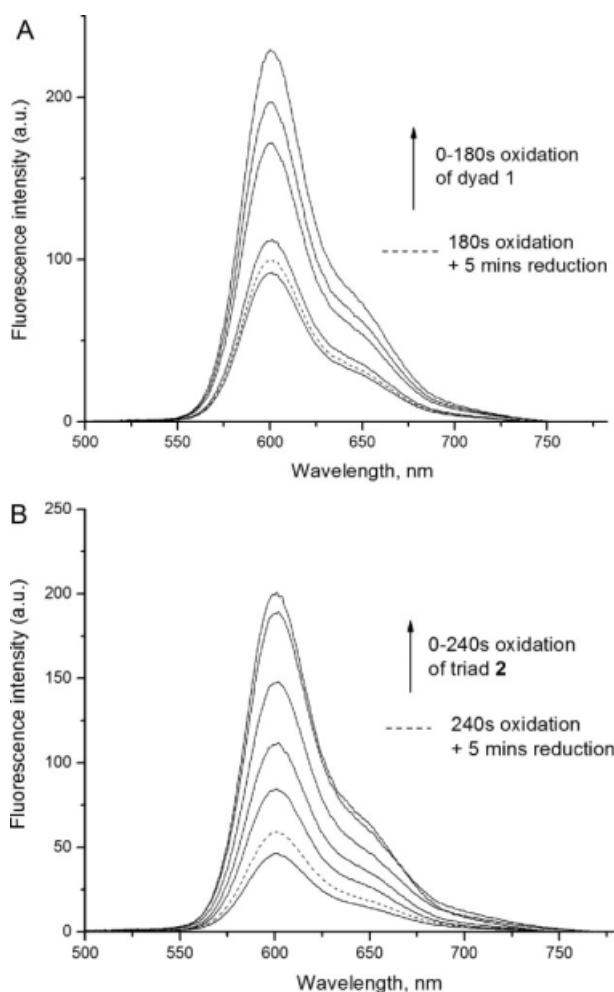 A
200
100
0
Fluorescence intensity (a.u.)
0-180s oxidation
of dyad 1
180s oxidation
+ 5 mins reduction
500 550 600 650 700 750
Wavelength, nm
B
250
200
150
100
50
0
Fluorescence intensity (a.u.)
0-240s oxidation
of triad 2
240s oxidation
+ 5 mins reduction
500 550 600 650 700 750
Wavelength, nm